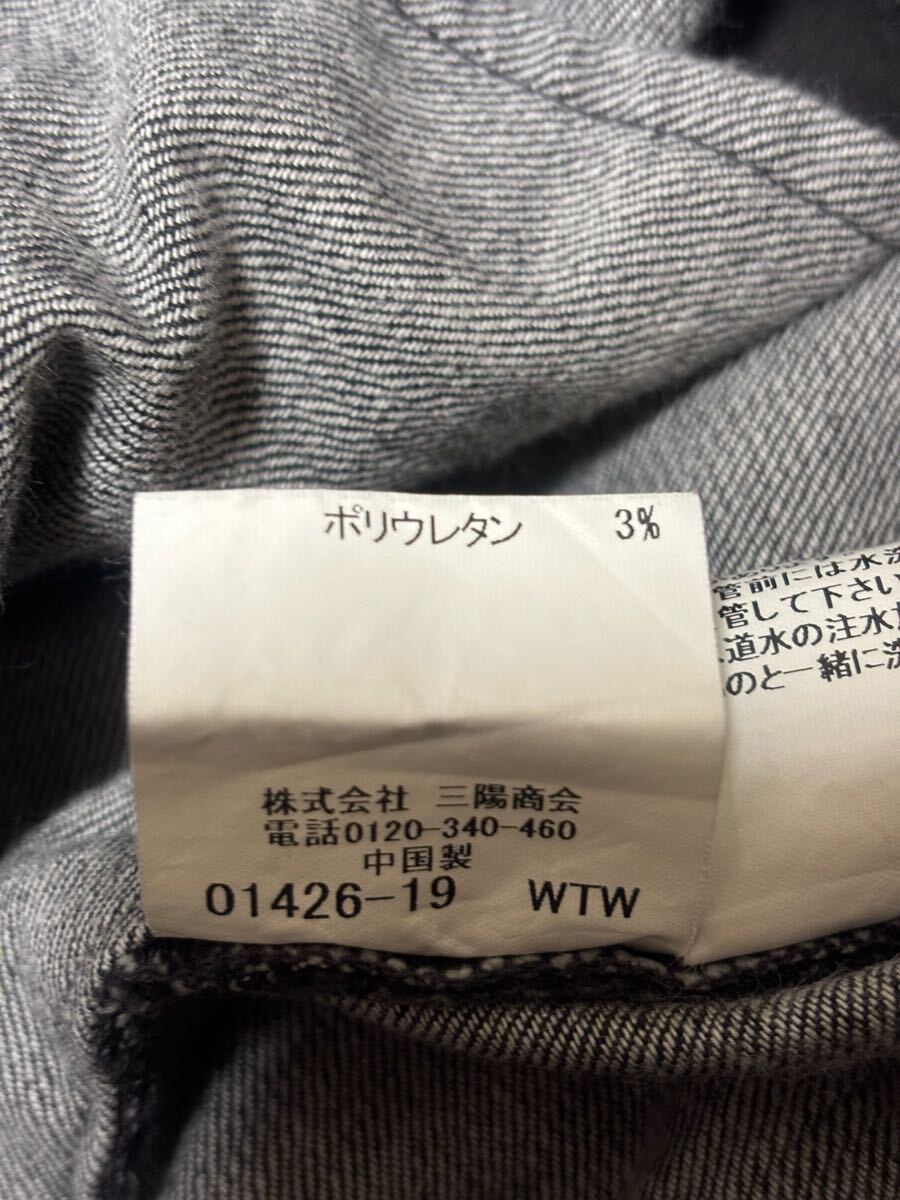 ポリウレタン 3%
株式会社 三陽商会
電話0120-340-460
中国製
01426-19 WTW
管前には水洗
管して下さい
道水の注水
のと一緒に洗